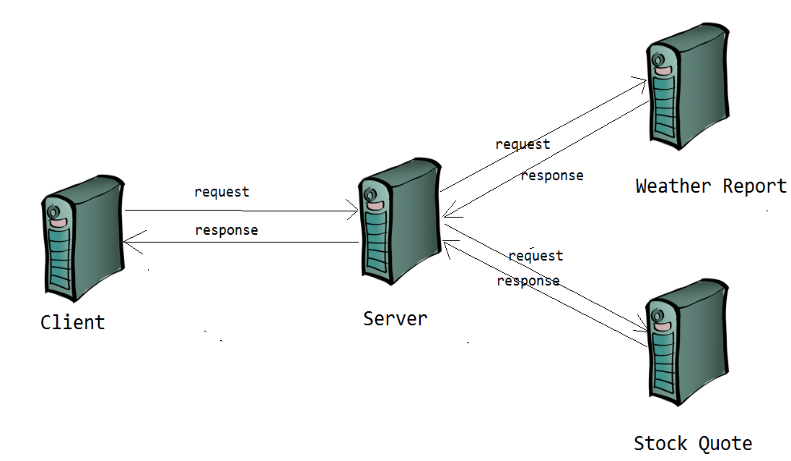 request
response
Client
Server
request
response
Weather Report
request
response
Stock Quote